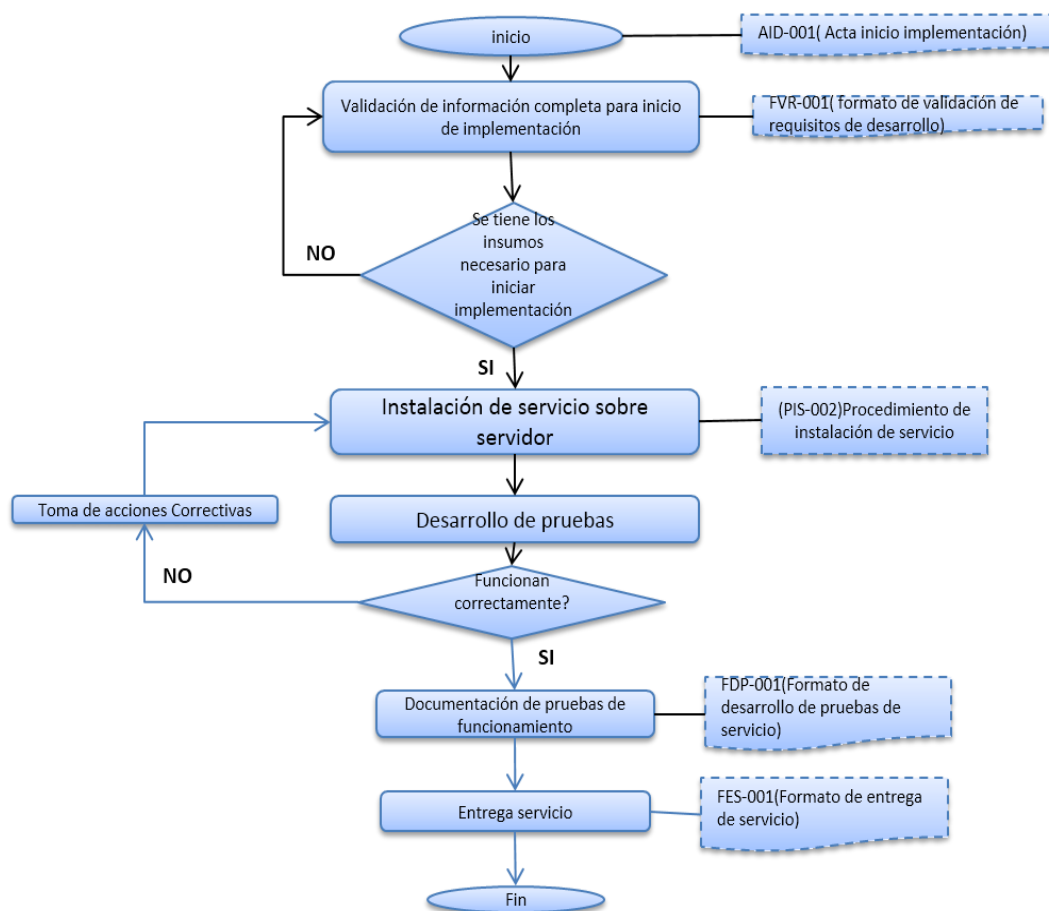 inicio
AID-001( Acta inicio implementación)
Validación de información completa para inicio
de implementación
FVR-001( formato de validación de
requisitos de desarrollo)
Se tiene los
insumos
necesario para
iniciar
implementación
NO
SI
Instalación de servicio sobre
servidor
(PIS-002)Procedimiento de
instalación de servicio
Toma de acciones Correctivas
Desarrollo de pruebas
Funcionan
correctamente?
NO
SI
Documentación de pruebas de
funcionamiento
FDP-001(Formato de
desarrollo de pruebas de
servicio)
Entrega servicio
FES-001(Formato de entrega
de servicio)
Fin